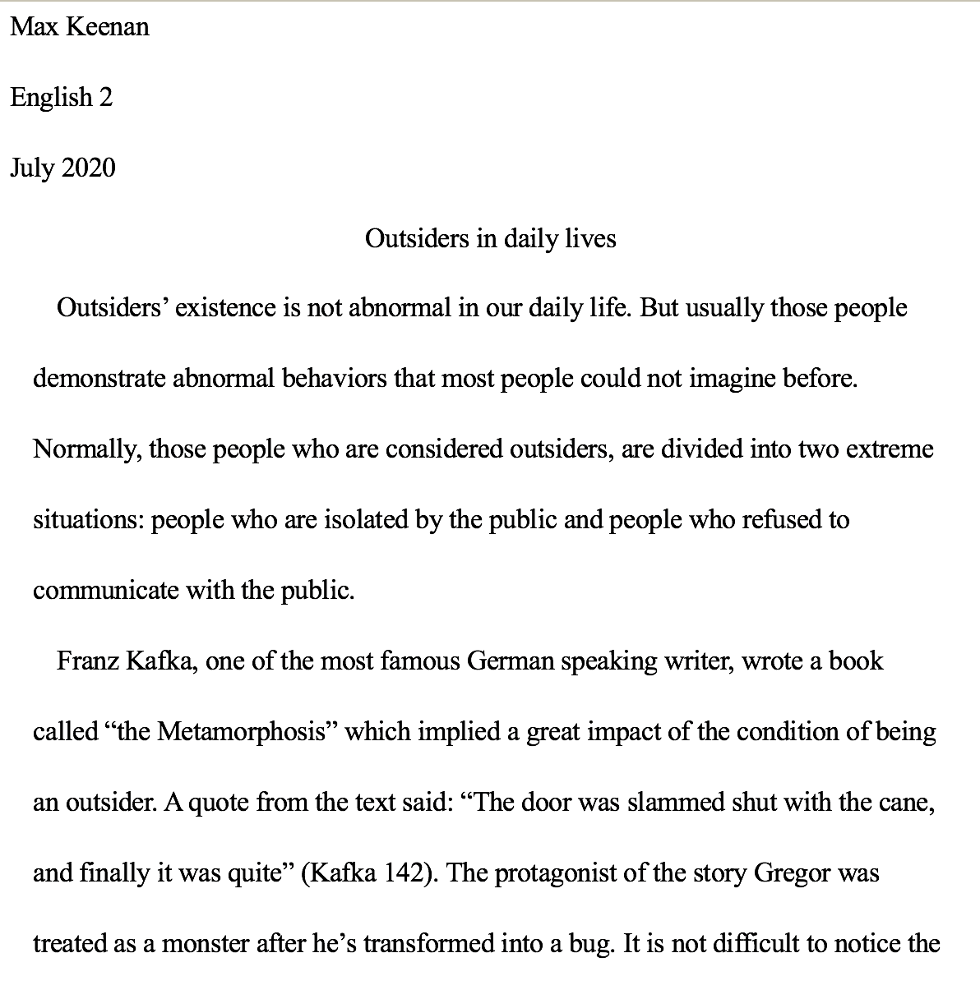 Max Keenan
English 2
July 2020
Outsiders in daily lives
Outsiders’ existence is not abnormal in our daily life. But usually those people
demonstrate abnormal behaviors that most people could not imagine before.
Normally, those people who are considered outsiders, are divided into two extreme
situations: people who are isolated by the public and people who refused to
communicate with the public.
Franz Kafka, one of the most famous German speaking writer, wrote a book
called “the Metamorphosis” which implied a great impact of the condition of being
an outsider. A quote from the text said: “The door was slammed shut with the cane,
and finally it was quite” (Kafka 142). The protagonist of the story Gregor was
treated as a monster after he’s transformed into a bug. It is not difficult to notice the